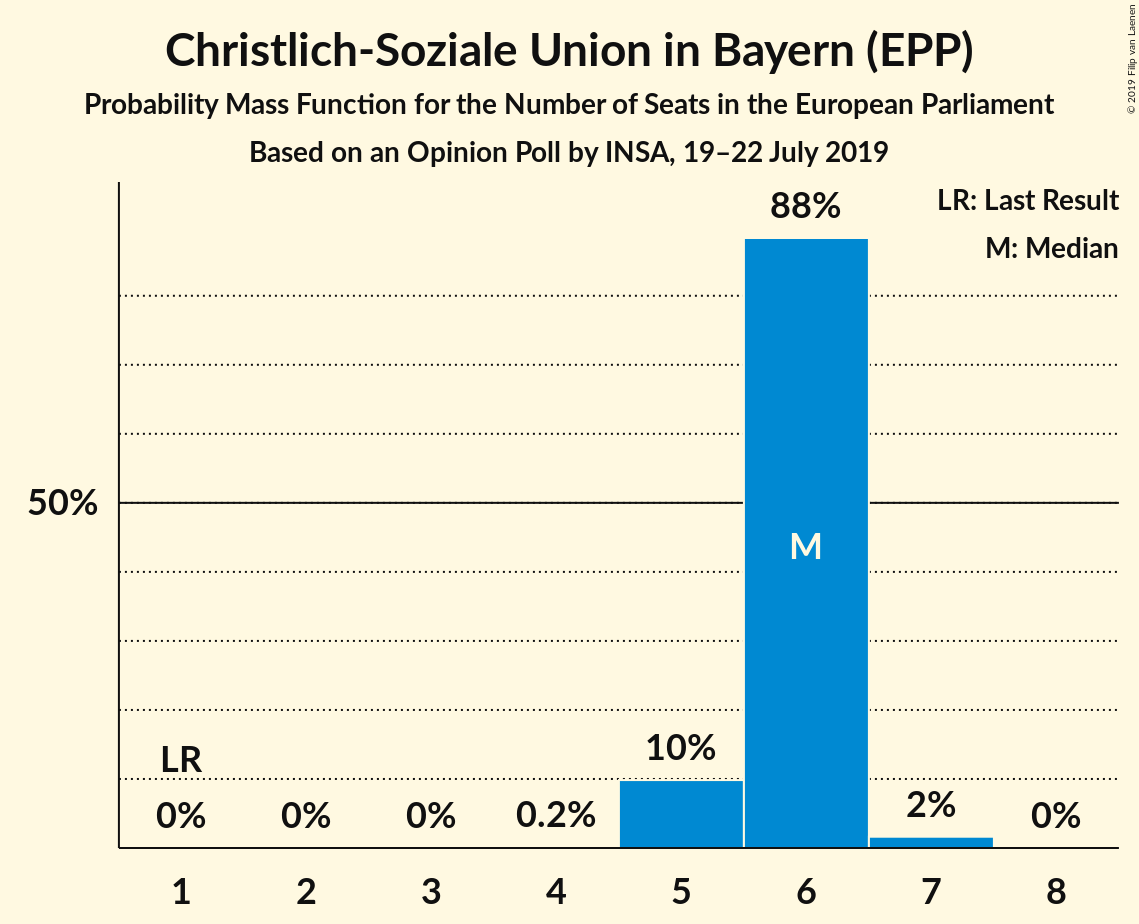 Christlich-Soziale Union in Bayern (EPP)
Probability Mass Function for the Number of Seats in the European Parliament
Based on an Opinion Poll by INSA, 19–22 July 2019
© 2019 Filip van Laenen
LR: Last Result
M: Median
88%
50%
M
LR
10%
0%
0%
0%
0.2%
2%
0%
1
2
3
4
5
6
7
8